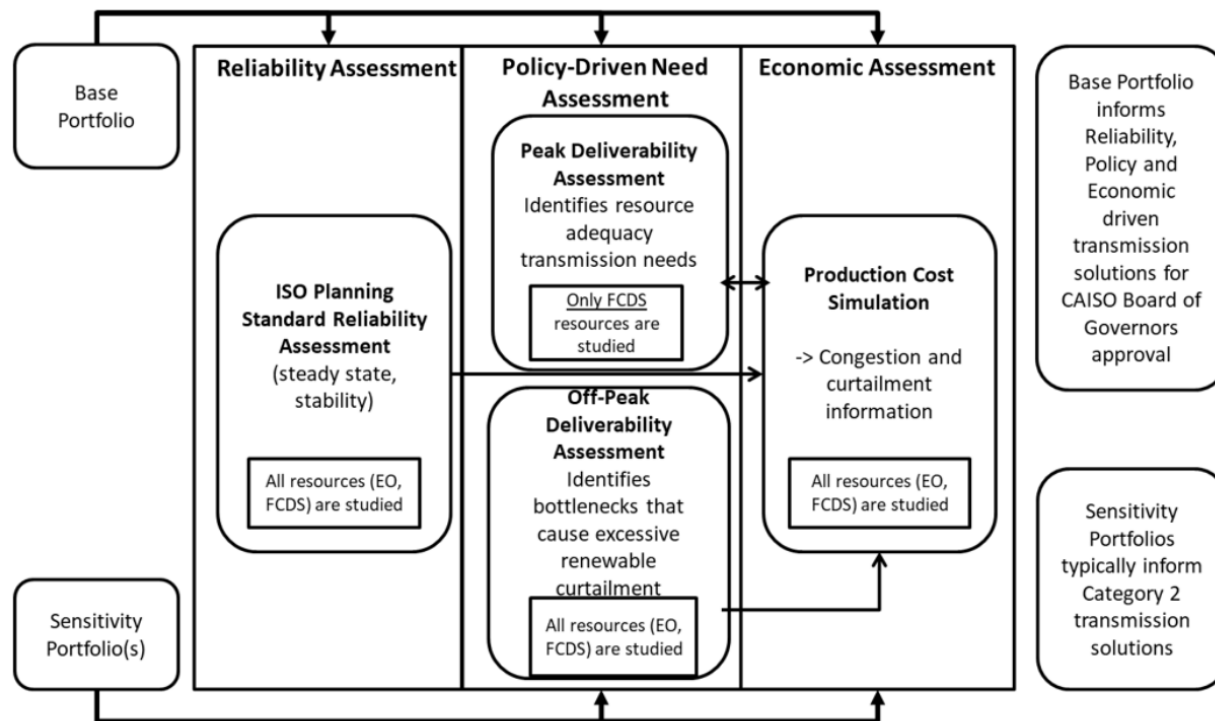 Base
Portfolio
Sensitivity
Portfolio(s)
Reliability Assessment
ISO Planning
Standard Reliability
Assessment
(steady state,
stability)
All resources (EO,
FCDS) are studied
Policy-Driven Need
Assessment
Peak Deliverability
Assessment
Identifies resource
adequacy
transmission needs
Only FCDS
resources are
studied
Off-Peak
Deliverability
Assessment
Identifies
bottlenecks that
cause excessive
renewable
curtailment
All resources (EO,
FCDS) are studied
Economic Assessment
Production Cost
Simulation
-> Congestion and
curtailment
information
All resources (EO,
FCDS) are studied
Base Portfolio
informs
Reliability,
Policy and
Economic
driven
transmission
solutions for
CAISO Board of
Governors
approval
Sensitivity
Portfolios
typically inform
Category 2
transmission
solutions